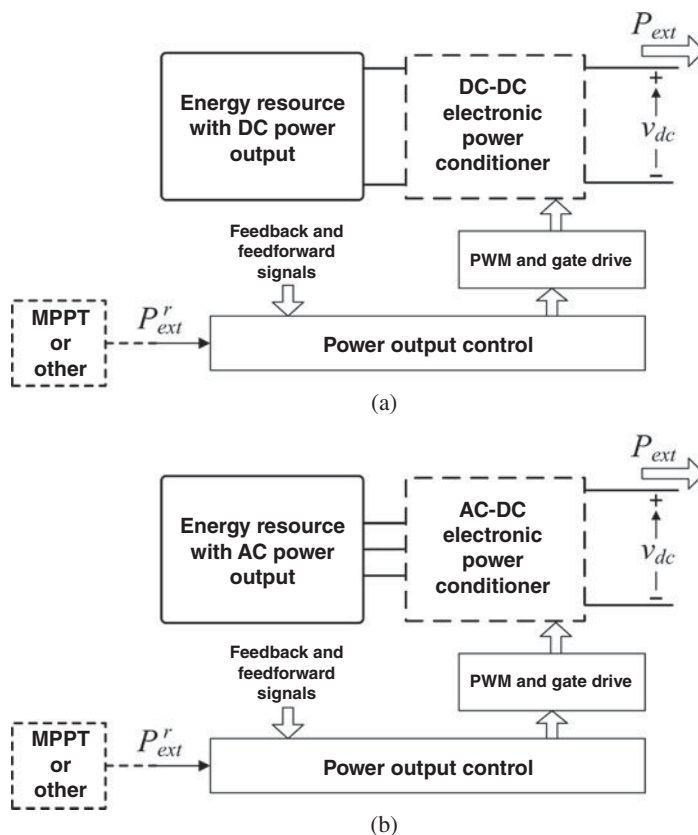 P_ext
Energy resource
with DC power
output
DC-DC
electronic
power
conditioner
+
v_dc
−
Feedback and
feedforward
signals
PWM and gate drive
MPPT
or
other
P^r_ext
Power output control
(a)
P_ext
Energy resource
with AC power
output
AC-DC
electronic
power
conditioner
+
v_dc
−
Feedback and
feedforward
signals
PWM and gate drive
MPPT
or
other
P^r_ext
Power output control
(b)